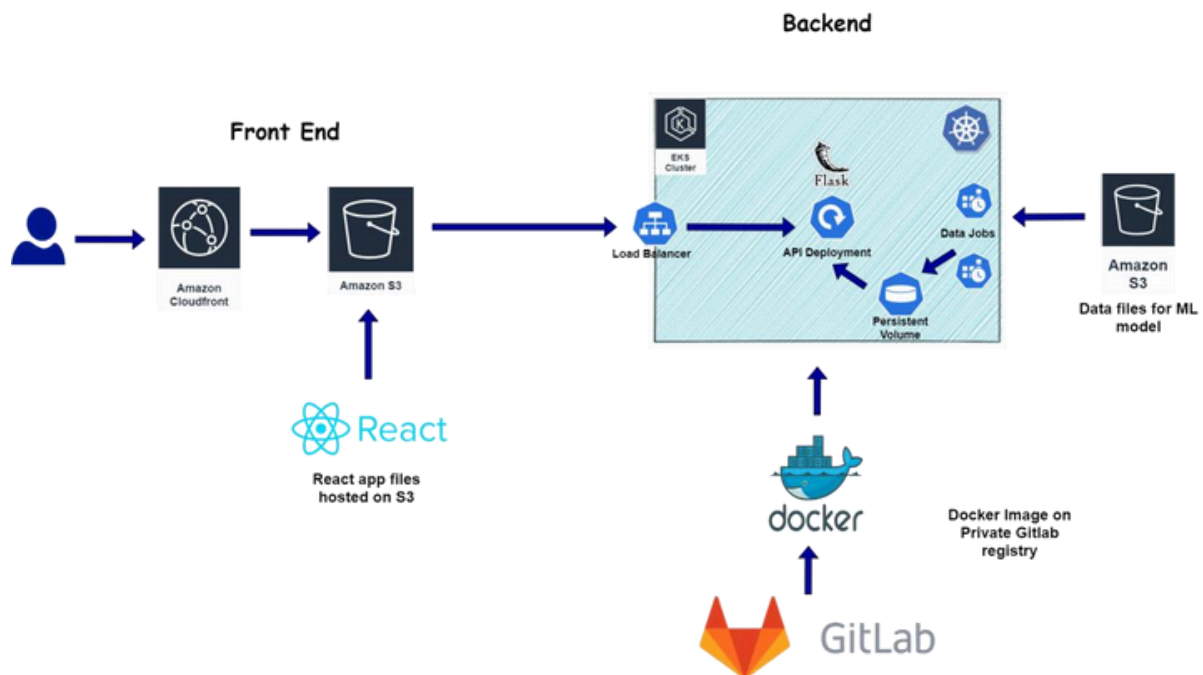 Backend
Front End
EKS
Cluster
Flask
Load Balancer
API Deployment
Data Jobs
Persistent
Volume
Amazon
Cloudfront
Amazon S3
Amazon
S3
Data files for ML
model
React
React app files
hosted on S3
docker
Docker Image on
Private Gitlab
registry
GitLab